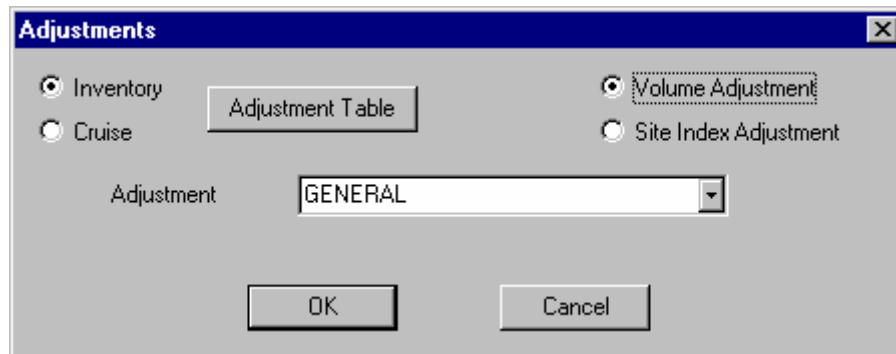 Adjustments
Inventory
Cruise
Adjustment Table
Volume Adjustment
Site Index Adjustment
Adjustment
GENERAL
OK
Cancel